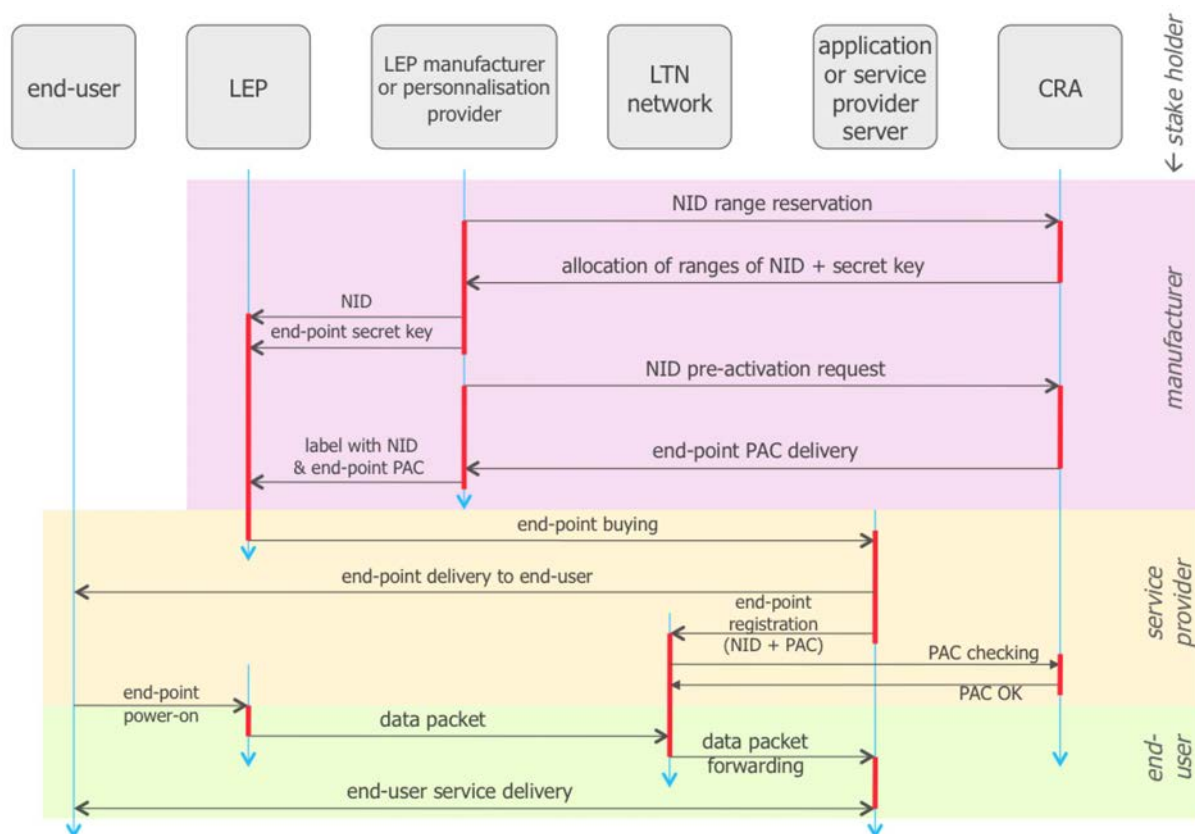 end-user
LEP
LEP manufacturer
or personnalisation
provider
LTN
network
application
or service
provider
server
CRA
← stake holder
NID range reservation
allocation of ranges of NID + secret key
NID
end-point secret key
NID pre-activation request
label with NID
& end-point PAC
end-point PAC delivery
manufacturer
end-point buying
end-point delivery to end-user
end-point
registration
(NID + PAC)
PAC checking
PAC OK
service
provider
end-point
power-on
data packet
data packet
forwarding
end-user service delivery
end-
user